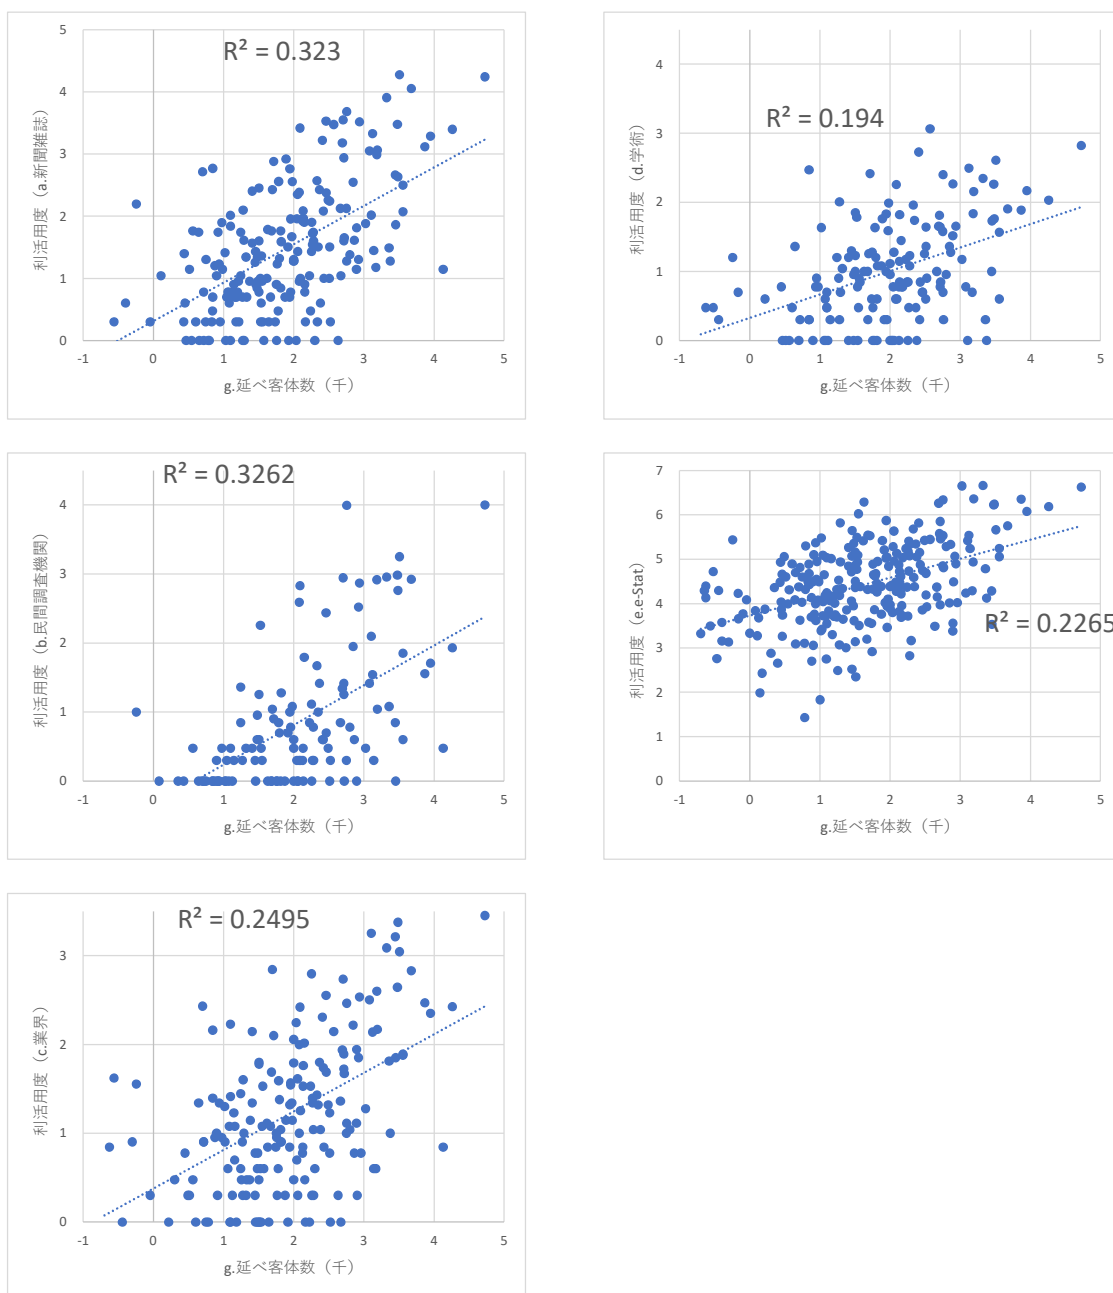 R² = 0.323
5
4
3
2
1
0
-1 0 1 2 3 4 5
利活用度（a.新聞雑誌）
g.延べ客体数（千）
R² = 0.194
4
3
2
1
0
-1 0 1 2 3 4 5
利活用度（d.学術）
g.延べ客体数（千）
R² = 0.3262
4
3
2
1
0
-1 0 1 2 3 4 5
利活用度（b.民間調査機関）
g.延べ客体数（千）
R² = 0.2265
7
6
5
4
3
2
1
0
-1 0 1 2 3 4 5
利活用度（e.e-Stat）
g.延べ客体数（千）
R² = 0.2495
3
2
1
0
-1 0 1 2 3 4 5
利活用度（c.業界）
g.延べ客体数（千）